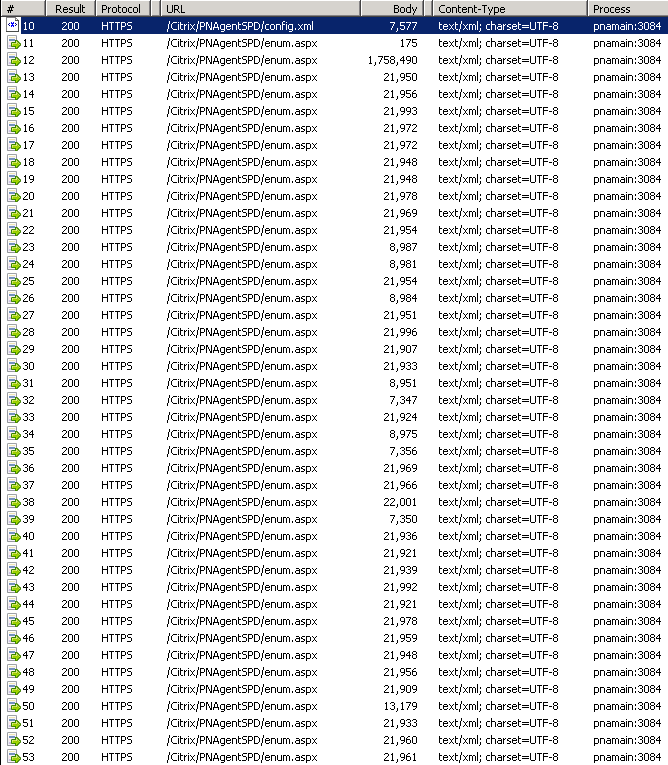 # Result Protocol URL Body Content-Type Process
10 200 HTTPS /Citrix/PNAgentSPD/config.xml 7,577 text/xml; charset=UTF-8 pnamain:3084
11 200 HTTPS /Citrix/PNAgentSPD/enum.aspx 175 text/xml; charset=UTF-8 pnamain:3084
12 200 HTTPS /Citrix/PNAgentSPD/enum.aspx 1,758,490 text/xml; charset=UTF-8 pnamain:3084
13 200 HTTPS /Citrix/PNAgentSPD/enum.aspx 21,950 text/xml; charset=UTF-8 pnamain:3084
14 200 HTTPS /Citrix/PNAgentSPD/enum.aspx 21,956 text/xml; charset=UTF-8 pnamain:3084
15 200 HTTPS /Citrix/PNAgentSPD/enum.aspx 21,993 text/xml; charset=UTF-8 pnamain:3084
16 200 HTTPS /Citrix/PNAgentSPD/enum.aspx 21,972 text/xml; charset=UTF-8 pnamain:3084
17 200 HTTPS /Citrix/PNAgentSPD/enum.aspx 21,972 text/xml; charset=UTF-8 pnamain:3084
18 200 HTTPS /Citrix/PNAgentSPD/enum.aspx 21,948 text/xml; charset=UTF-8 pnamain:3084
19 200 HTTPS /Citrix/PNAgentSPD/enum.aspx 21,948 text/xml; charset=UTF-8 pnamain:3084
20 200 HTTPS /Citrix/PNAgentSPD/enum.aspx 21,978 text/xml; charset=UTF-8 pnamain:3084
21 200 HTTPS /Citrix/PNAgentSPD/enum.aspx 21,969 text/xml; charset=UTF-8 pnamain:3084
22 200 HTTPS /Citrix/PNAgentSPD/enum.aspx 21,954 text/xml; charset=UTF-8 pnamain:3084
23 200 HTTPS /Citrix/PNAgentSPD/enum.aspx 8,987 text/xml; charset=UTF-8 pnamain:3084
24 200 HTTPS /Citrix/PNAgentSPD/enum.aspx 8,981 text/xml; charset=UTF-8 pnamain:3084
25 200 HTTPS /Citrix/PNAgentSPD/enum.aspx 21,954 text/xml; charset=UTF-8 pnamain:3084
26 200 HTTPS /Citrix/PNAgentSPD/enum.aspx 8,984 text/xml; charset=UTF-8 pnamain:3084
27 200 HTTPS /Citrix/PNAgentSPD/enum.aspx 21,951 text/xml; charset=UTF-8 pnamain:3084
28 200 HTTPS /Citrix/PNAgentSPD/enum.aspx 21,996 text/xml; charset=UTF-8 pnamain:3084
29 200 HTTPS /Citrix/PNAgentSPD/enum.aspx 21,907 text/xml; charset=UTF-8 pnamain:3084
30 200 HTTPS /Citrix/PNAgentSPD/enum.aspx 21,933 text/xml; charset=UTF-8 pnamain:3084
31 200 HTTPS /Citrix/PNAgentSPD/enum.aspx 8,951 text/xml; charset=UTF-8 pnamain:3084
32 200 HTTPS /Citrix/PNAgentSPD/enum.aspx 7,347 text/xml; charset=UTF-8 pnamain:3084
33 200 HTTPS /Citrix/PNAgentSPD/enum.aspx 21,924 text/xml; charset=UTF-8 pnamain:3084
34 200 HTTPS /Citrix/PNAgentSPD/enum.aspx 8,975 text/xml; charset=UTF-8 pnamain:3084
35 200 HTTPS /Citrix/PNAgentSPD/enum.aspx 7,356 text/xml; charset=UTF-8 pnamain:3084
36 200 HTTPS /Citrix/PNAgentSPD/enum.aspx 21,969 text/xml; charset=UTF-8 pnamain:3084
37 200 HTTPS /Citrix/PNAgentSPD/enum.aspx 21,966 text/xml; charset=UTF-8 pnamain:3084
38 200 HTTPS /Citrix/PNAgentSPD/enum.aspx 22,001 text/xml; charset=UTF-8 pnamain:3084
39 200 HTTPS /Citrix/PNAgentSPD/enum.aspx 7,350 text/xml; charset=UTF-8 pnamain:3084
40 200 HTTPS /Citrix/PNAgentSPD/enum.aspx 21,936 text/xml; charset=UTF-8 pnamain:3084
41 200 HTTPS /Citrix/PNAgentSPD/enum.aspx 21,921 text/xml; charset=UTF-8 pnamain:3084
42 200 HTTPS /Citrix/PNAgentSPD/enum.aspx 21,939 text/xml; charset=UTF-8 pnamain:3084
43 200 HTTPS /Citrix/PNAgentSPD/enum.aspx 21,992 text/xml; charset=UTF-8 pnamain:3084
44 200 HTTPS /Citrix/PNAgentSPD/enum.aspx 21,921 text/xml; charset=UTF-8 pnamain:3084
45 200 HTTPS /Citrix/PNAgentSPD/enum.aspx 21,978 text/xml; charset=UTF-8 pnamain:3084
46 200 HTTPS /Citrix/PNAgentSPD/enum.aspx 21,959 text/xml; charset=UTF-8 pnamain:3084
47 200 HTTPS /Citrix/PNAgentSPD/enum.aspx 21,948 text/xml; charset=UTF-8 pnamain:3084
48 200 HTTPS /Citrix/PNAgentSPD/enum.aspx 21,956 text/xml; charset=UTF-8 pnamain:3084
49 200 HTTPS /Citrix/PNAgentSPD/enum.aspx 21,909 text/xml; charset=UTF-8 pnamain:3084
50 200 HTTPS /Citrix/PNAgentSPD/enum.aspx 13,179 text/xml; charset=UTF-8 pnamain:3084
51 200 HTTPS /Citrix/PNAgentSPD/enum.aspx 21,933 text/xml; charset=UTF-8 pnamain:3084
52 200 HTTPS /Citrix/PNAgentSPD/enum.aspx 21,960 text/xml; charset=UTF-8 pnamain:3084
53 200 HTTPS /Citrix/PNAgentSPD/enum.aspx 21,961 text/xml; charset=UTF-8 pnamain:3084